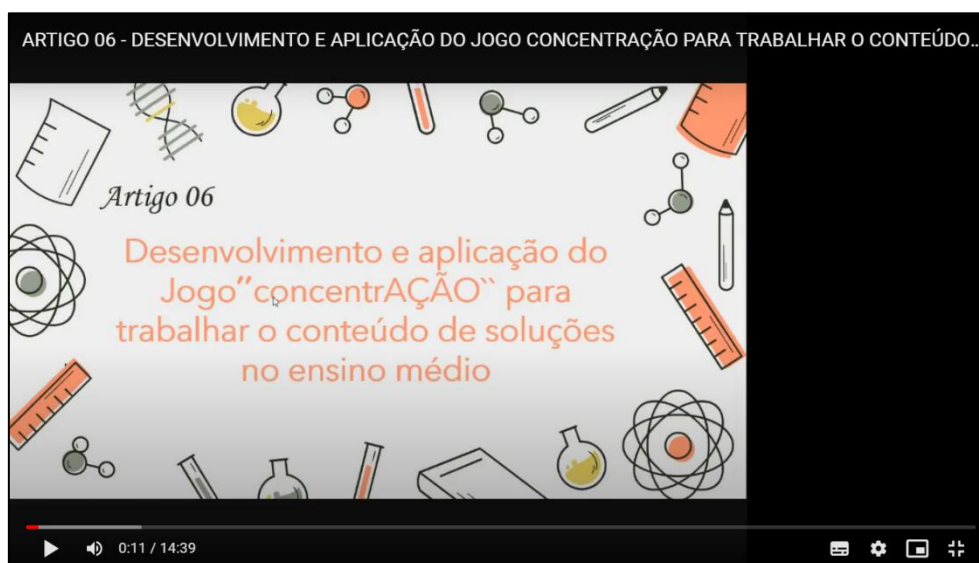 ARTIGO 06 - DESENVOLVIMENTO E APLICAÇÃO DO JOGO CONCENTRAÇÃO PARA TRABALHAR O CONTEÚDO...
Artigo 06
Desenvolvimento e aplicação do
Jogo"concentrAÇÃO`` para
trabalhar o conteúdo de soluções
no ensino médio
0:11 / 14:39